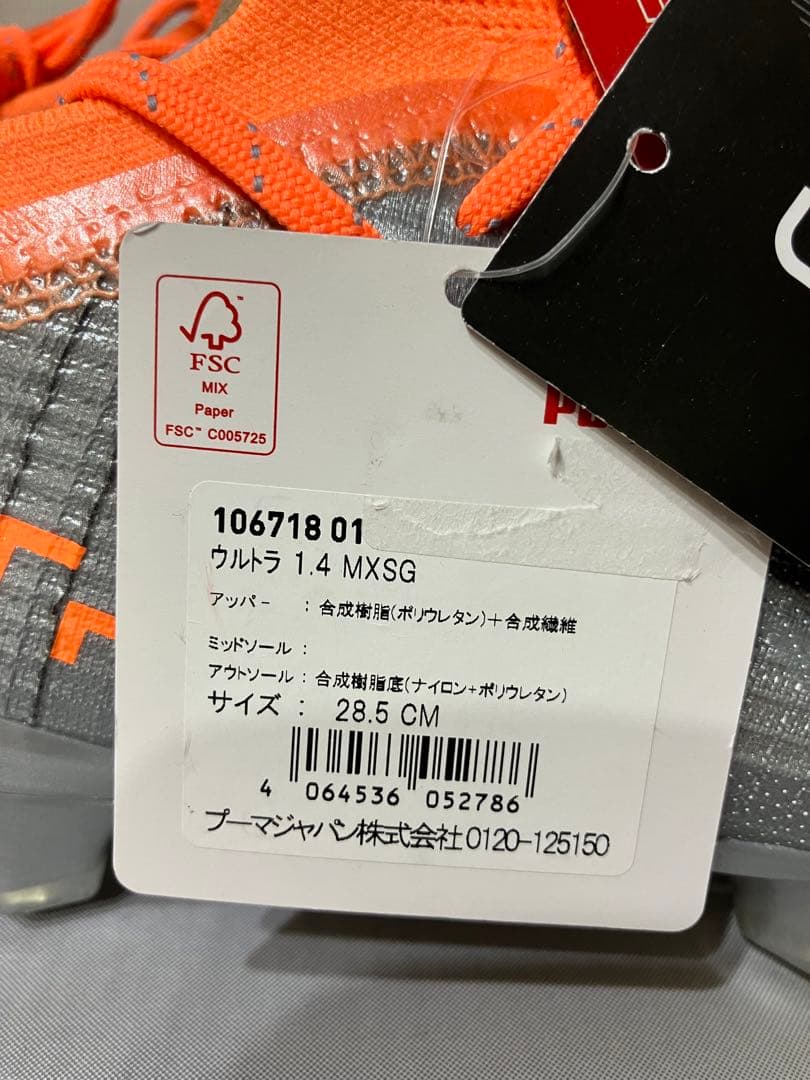 FSC
MIX
Paper
FSC™ C005725
106718 01
ウルトラ 1.4 MXSG
アッパー : 合成樹脂(ポリウレタン)+合成繊維
ミッドソール :
アウトソール : 合成樹脂底(ナイロン+ポリウレタン)
サイズ : 28.5 CM
4 064536 052786
プーマジャパン株式会社 0120-125150